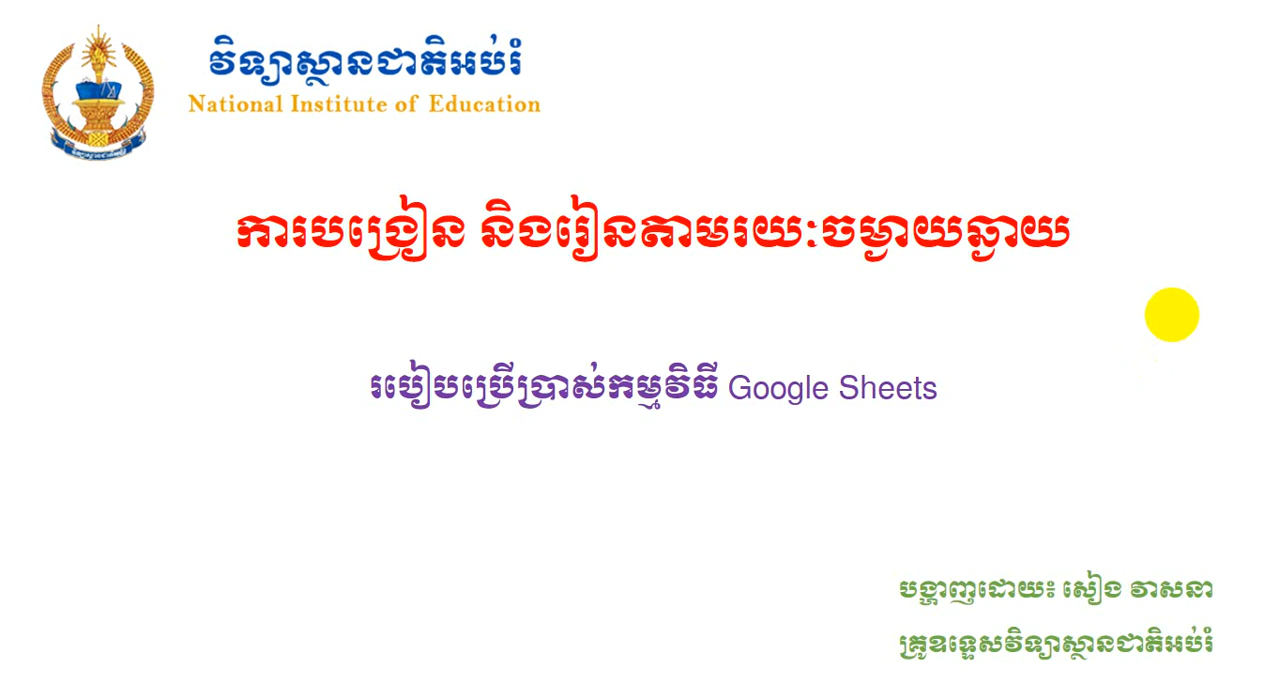 វិទ្យាស្ថានជាតិអប់រំ
National Institute of Education
ការបង្រៀន និងរៀនតាមរយៈចម្ងាយឆ្ងាយ
របៀបប្រើប្រាស់កម្មវិធី Google Sheets
បង្ហាញដោយ៖ សៀង វាសនា
គ្រូឧទ្ទេសវិទ្យាស្ថានជាតិអប់រំ